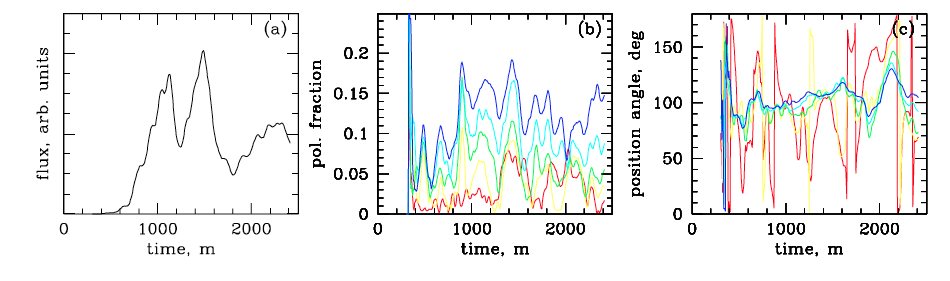 (a)
flux, arb. units
0 1000 2000
time, m
(b)
pol. fraction
0.2
0.15
0.1
0.05
0
0 1000 2000
time, m
(c)
position angle, deg
150
100
50
0
0 1000 2000
time, m